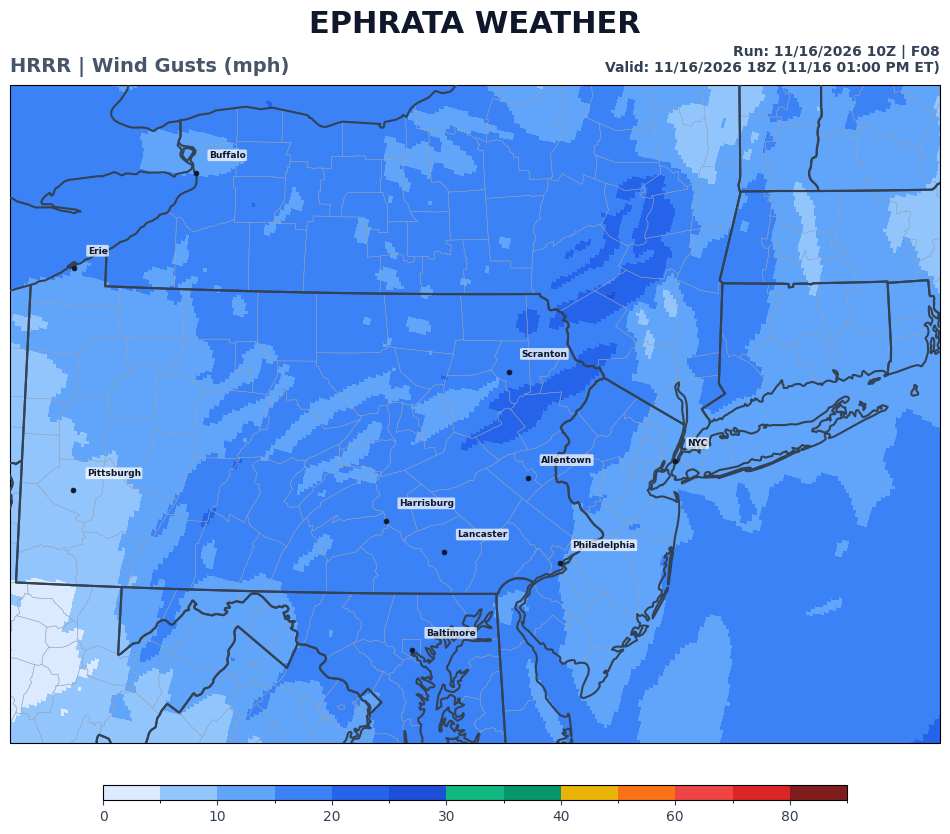 EPHRATA WEATHER
HRRR | Wind Gusts (mph)
Run: 11/16/2026 10Z | F08
Valid: 11/16/2026 18Z (11/16 01:00 PM ET)
Buffalo
Erie
Scranton
NYC
Allentown
Pittsburgh
Harrisburg
Lancaster
Philadelphia
Baltimore
0 10 20 30 40 60 80